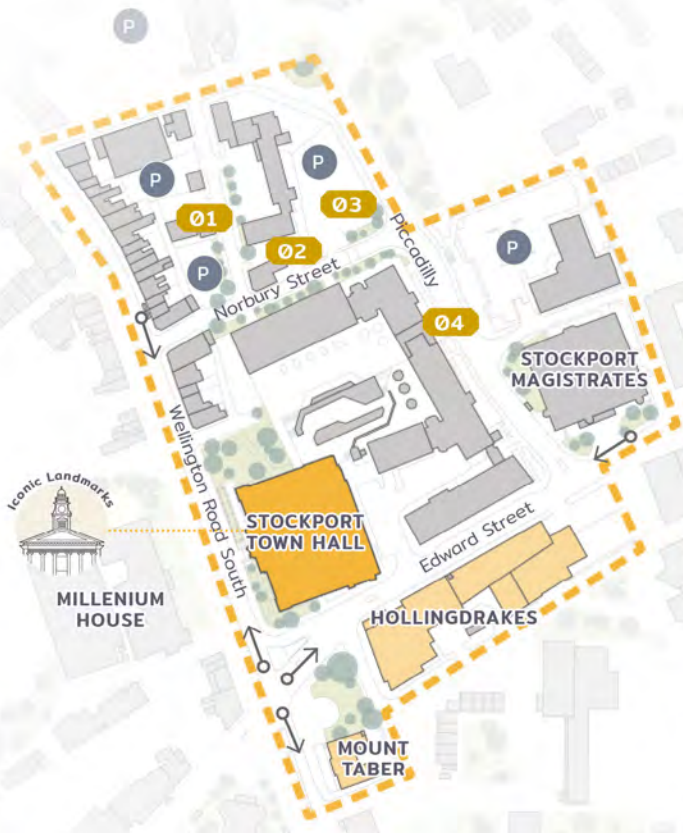 P
P
03
01
P
02
P
Piccadilly
Norbury Street
04
STOCKPORT
MAGISTRATES
Wellington Road South
Iconic Landmarks
STOCKPORT
TOWN HALL
Edward Street
MILLENIUM
HOUSE
HOLLINGDRAKES
MOUNT
TABER
P